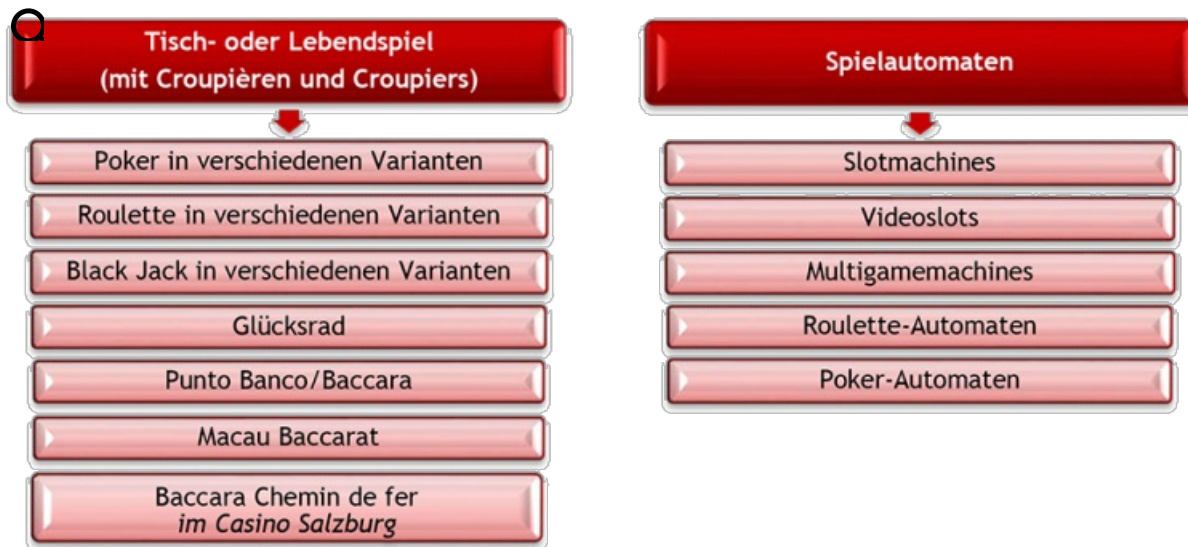 Q
Tisch- oder Lebendspiel
(mit Croupièren und Croupiers)
Poker in verschiedenen Varianten
Roulette in verschiedenen Varianten
Black Jack in verschiedenen Varianten
Glücksrad
Punto Banco/Baccara
Macau Baccarat
Baccara Chemin de fer
im Casino Salzburg
Spielautomaten
Slotmachines
Videoslots
Multigamemachines
Roulette-Automaten
Poker-Automaten